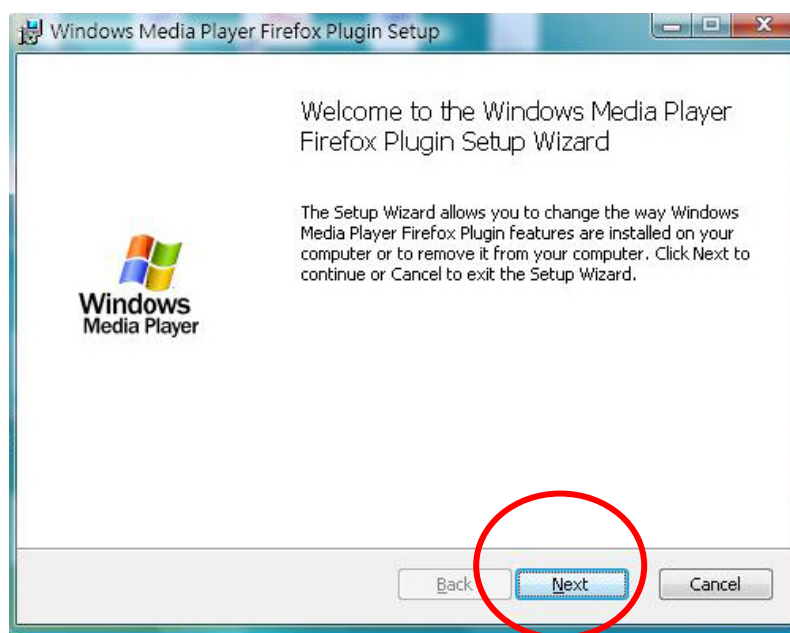 Windows Media Player Firefox Plugin Setup
Welcome to the Windows Media Player
Firefox Plugin Setup Wizard
The Setup Wizard allows you to change the way Windows
Media Player Firefox Plugin features are installed on your
computer or to remove it from your computer. Click Next to
continue or Cancel to exit the Setup Wizard.
Windows
Media Player
Back Next Cancel